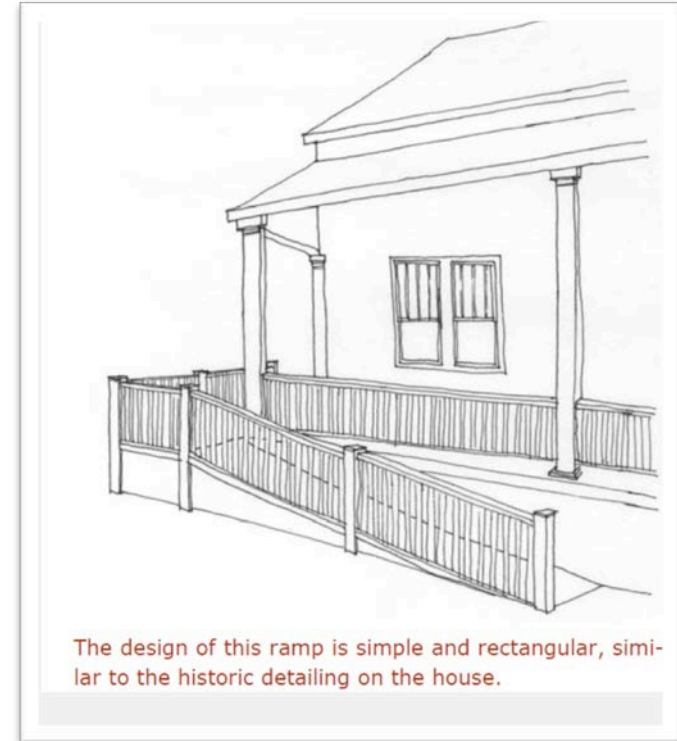 The design of this ramp is simple and rectangular, simi-
lar to the historic detailing on the house.